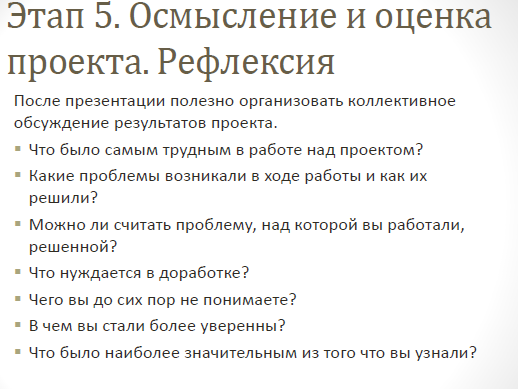 Этап 5. Осмысление и оценка
проекта. Рефлексия
После презентации полезно организовать коллективное
обсуждение результатов проекта.
▪ Что было самым трудным в работе над проектом?
▪ Какие проблемы возникали в ходе работы и как их
решили?
▪ Можно ли считать проблему, над которой вы работали,
решенной?
▪ Что нуждается в доработке?
▪ Чего вы до сих пор не понимаете?
▪ В чем вы стали более уверенны?
▪ Что было наиболее значительным из того что вы узнали?